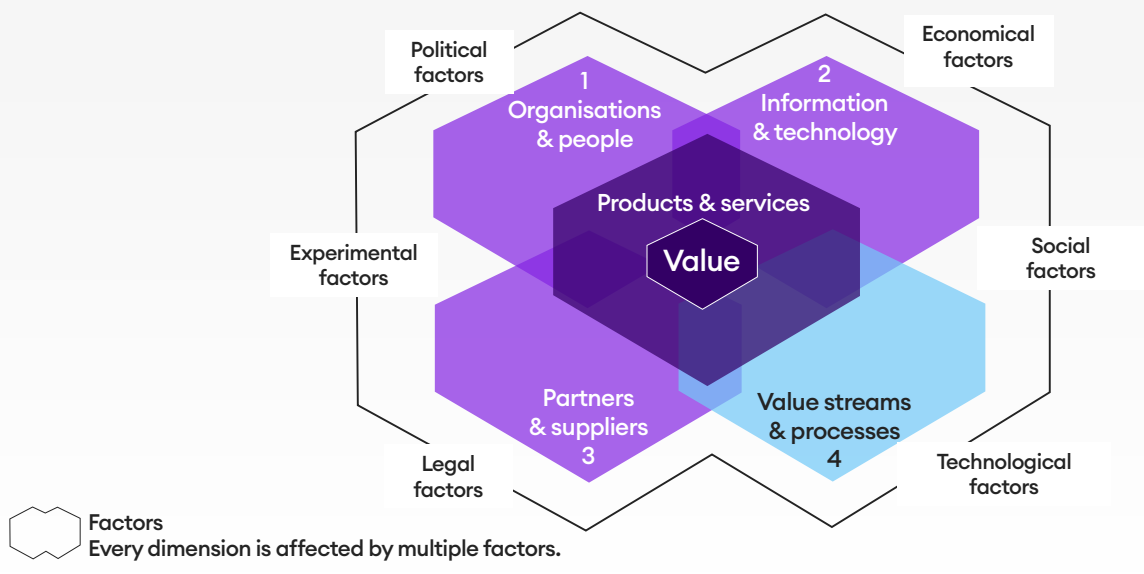 Political
factors
Economical
factors
1
Organisations
& people
2
Information
& technology
Products & services
Value
Experimental
factors
Social
factors
Partners
& suppliers
3
Value streams
& processes
4
Legal
factors
Technological
factors
Factors
Every dimension is affected by multiple factors.